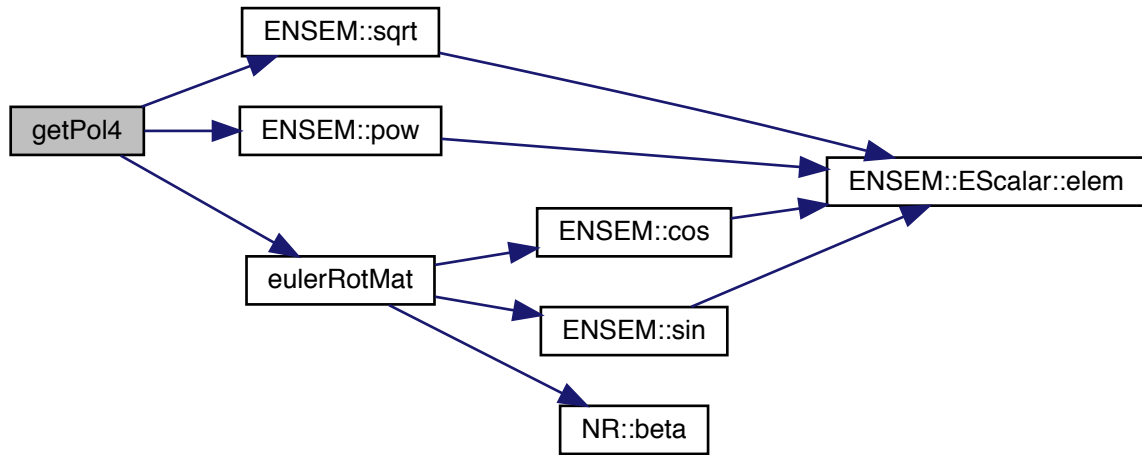 ENSEM::sqrt
getPol4
ENSEM::pow
ENSEM::EScalar::elem
ENSEM::cos
eulerRotMat
ENSEM::sin
NR::beta